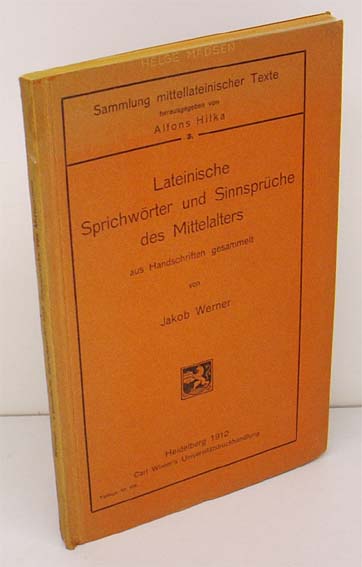 HELGE MADSEN
Sammlung mittellateinischer Texte
herausgegeben von
Alfons Hilka
3.
Lateinische
Sprichwörter und Sinnsprüche
des Mittelalters
aus Handschriften gesammelt
von
Jakob Werner
Heidelberg 1912
Carl Winter's Universitätsbuchhandlung